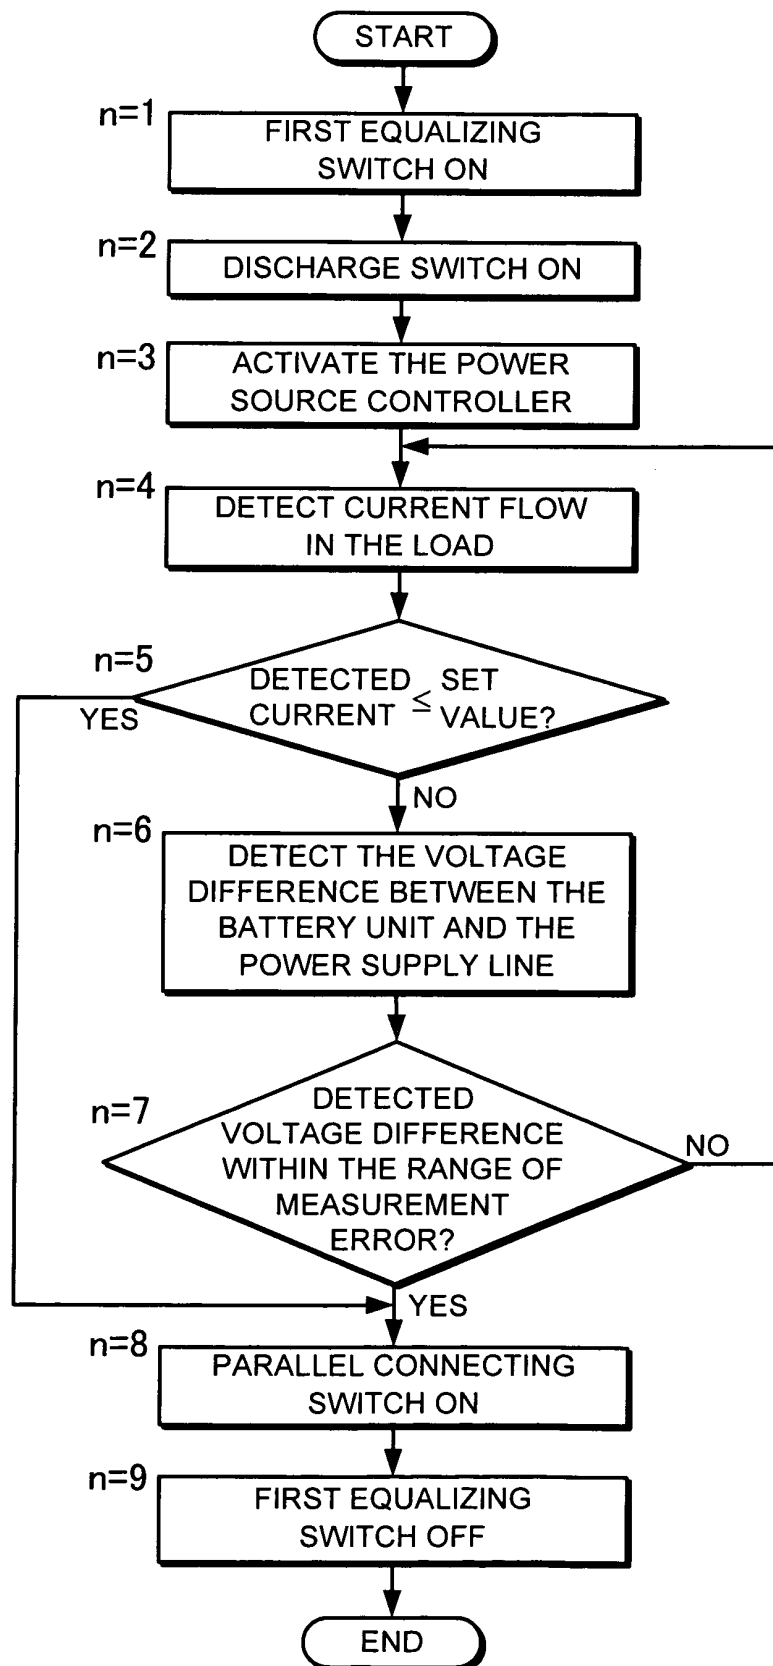 START
n=1
FIRST EQUALIZING
SWITCH ON
n=2
DISCHARGE SWITCH ON
n=3
ACTIVATE THE POWER
SOURCE CONTROLLER
n=4
DETECT CURRENT FLOW
IN THE LOAD
n=5
DETECTED ≤ SET
CURRENT VALUE?
YES
NO
n=6
DETECT THE VOLTAGE
DIFFERENCE BETWEEN THE
BATTERY UNIT AND THE
POWER SUPPLY LINE
n=7
DETECTED
VOLTAGE DIFFERENCE
WITHIN THE RANGE OF
MEASUREMENT
ERROR?
NO
YES
n=8
PARALLEL CONNECTING
SWITCH ON
n=9
FIRST EQUALIZING
SWITCH OFF
END